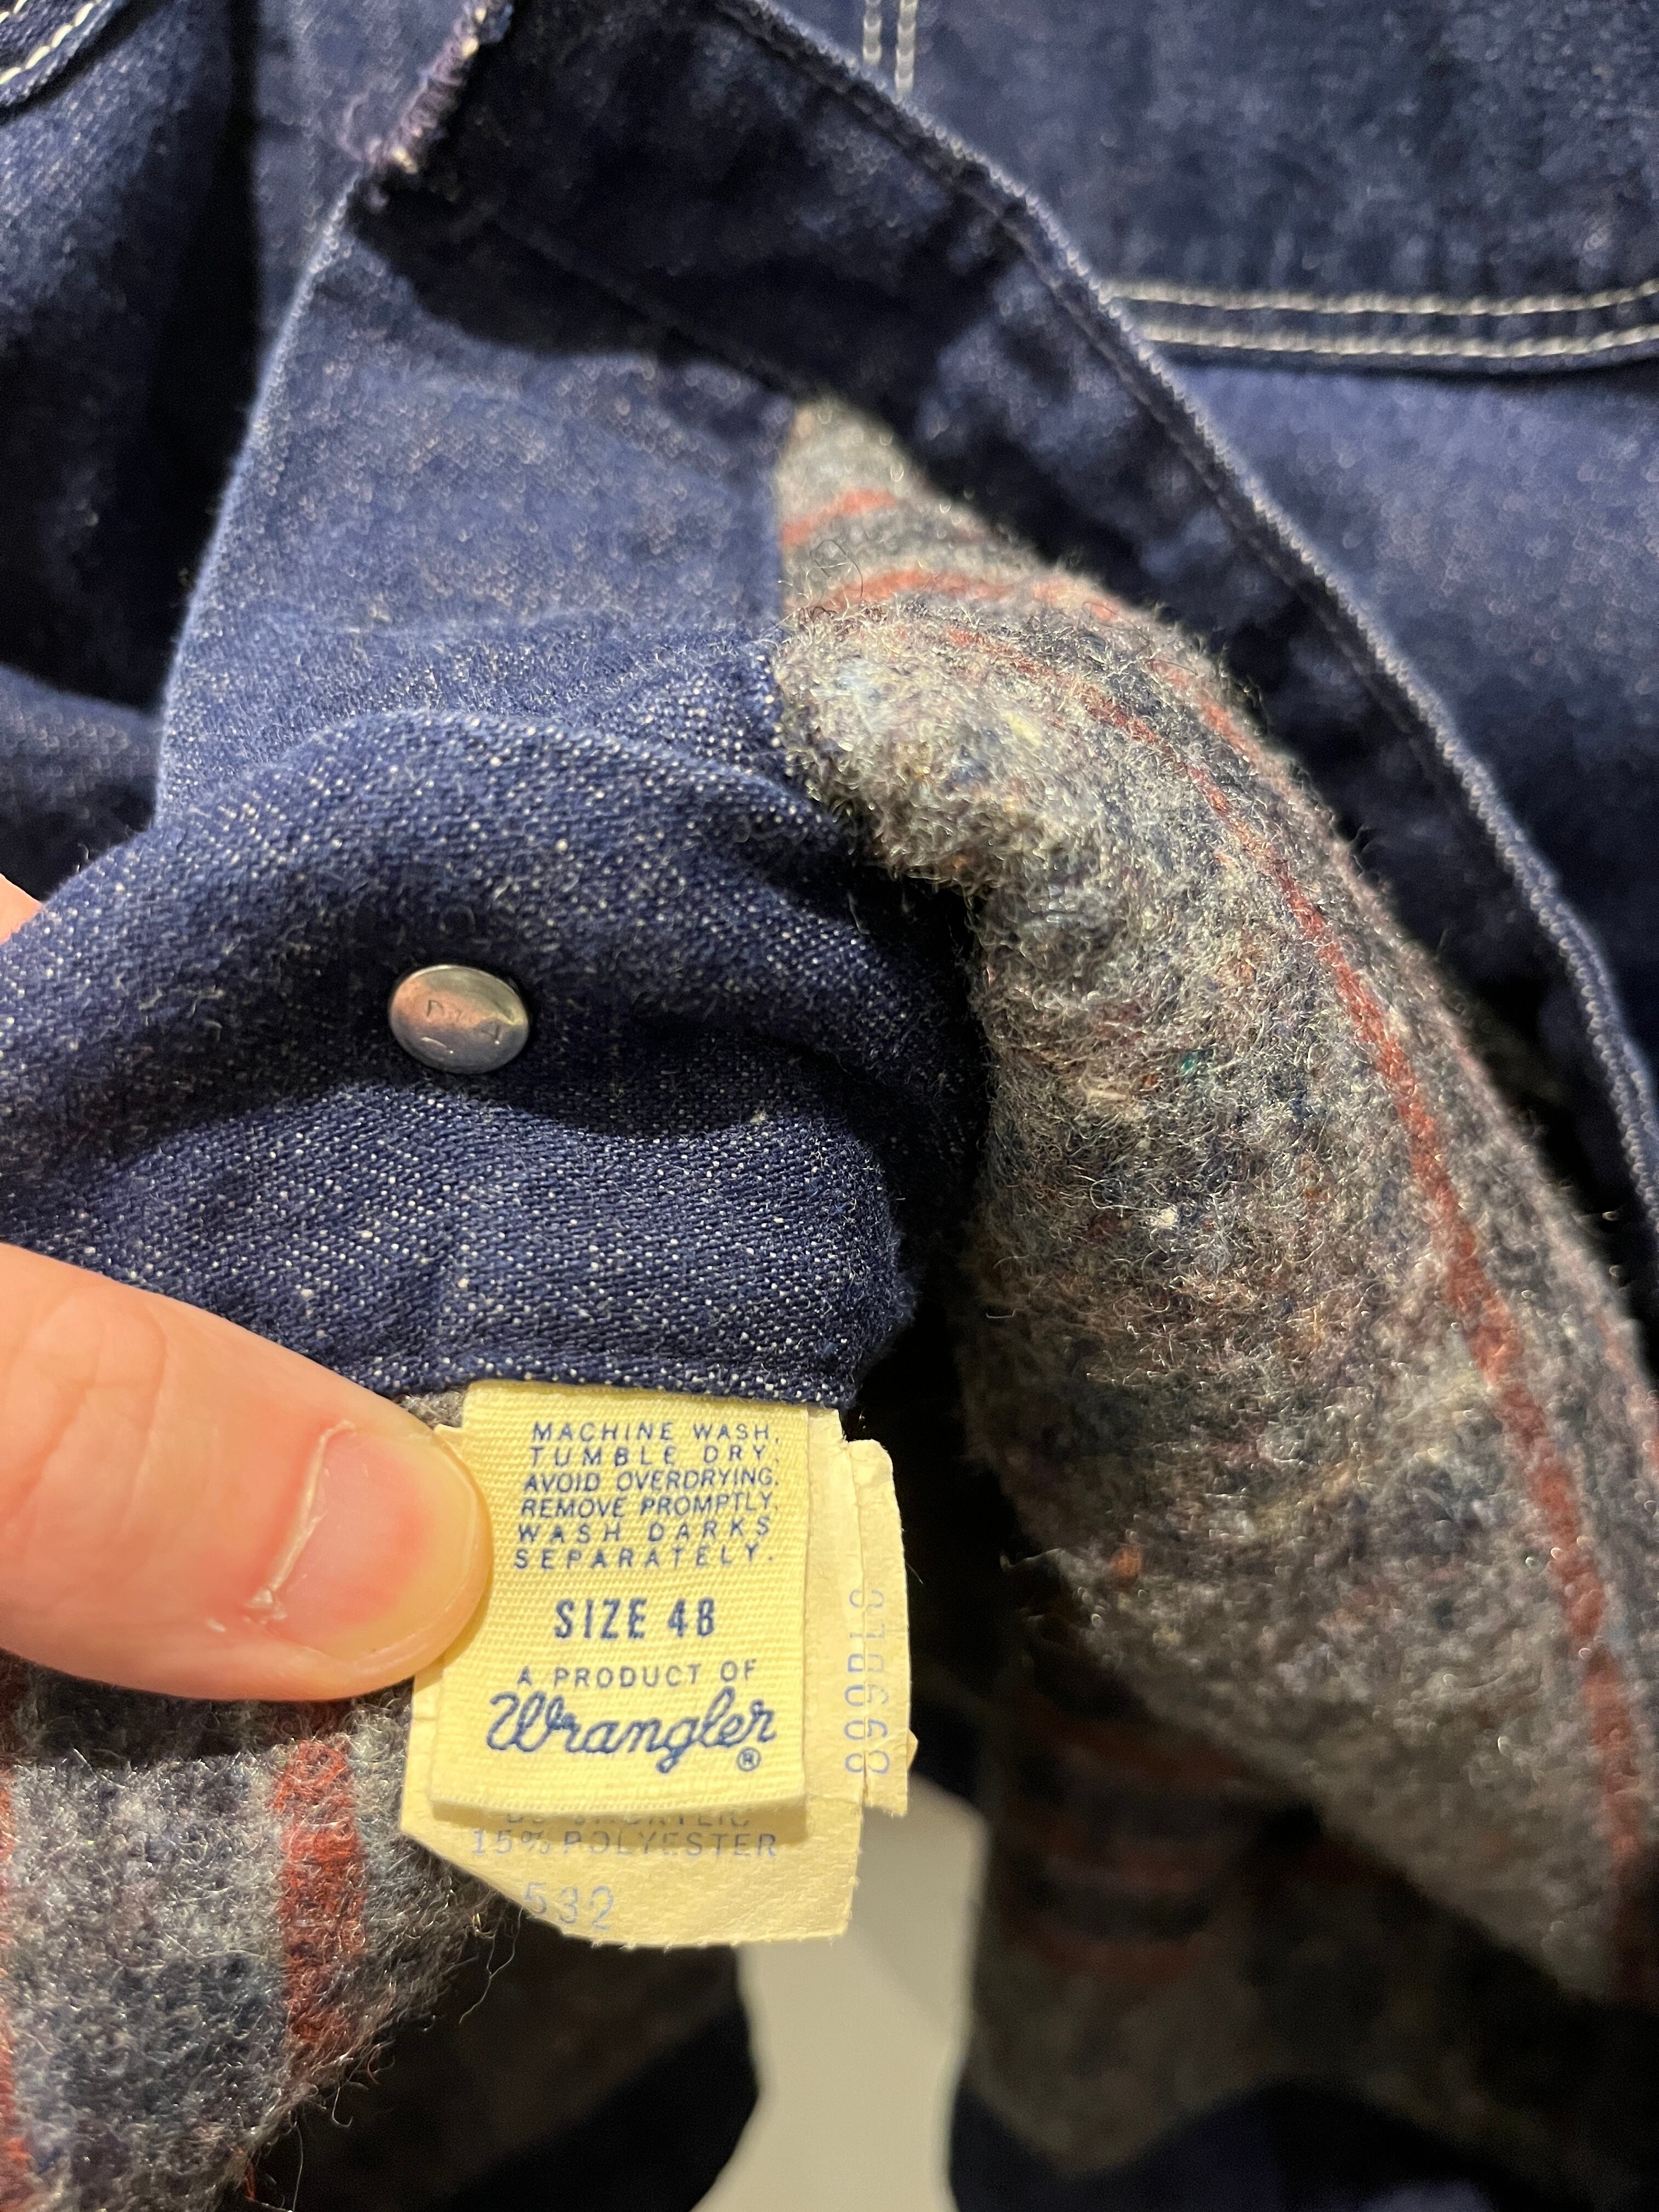 MACHINE WASH,
TUMBLE DRY,
AVOID OVERDRYING.
REMOVE PROMPTLY,
WASH DARKS
SEPARATELY.
SIZE 48
A PRODUCT OF
Wrangler®
15% POLYESTER
532
899BLC